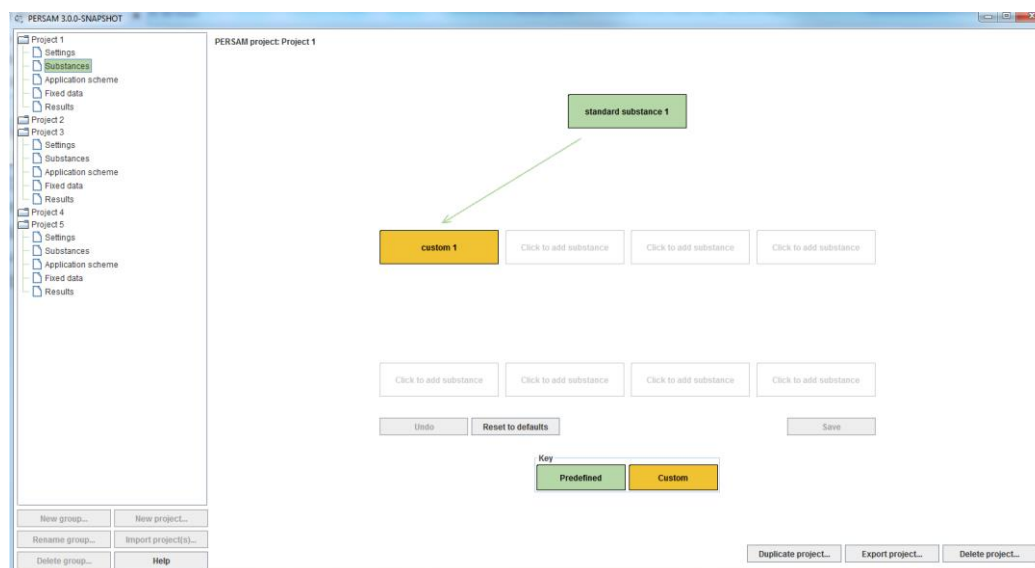 PERSAM 3.0.0-SNAPSHOT
Project 1
Settings
Substances
Application scheme
Fixed data
Results
Project 2
Project 3
Settings
Substances
Application scheme
Fixed data
Results
Project 4
Project 5
Settings
Substances
Application scheme
Fixed data
Results
New group... New project...
Rename group... Import project(s)...
Delete group... Help
PERSAM project: Project 1
standard substance 1
custom 1 Click to add substance Click to add substance Click to add substance
Click to add substance Click to add substance Click to add substance Click to add substance
Undo Reset to defaults Save
Key
Predefined Custom
Duplicate project... Export project... Delete project...